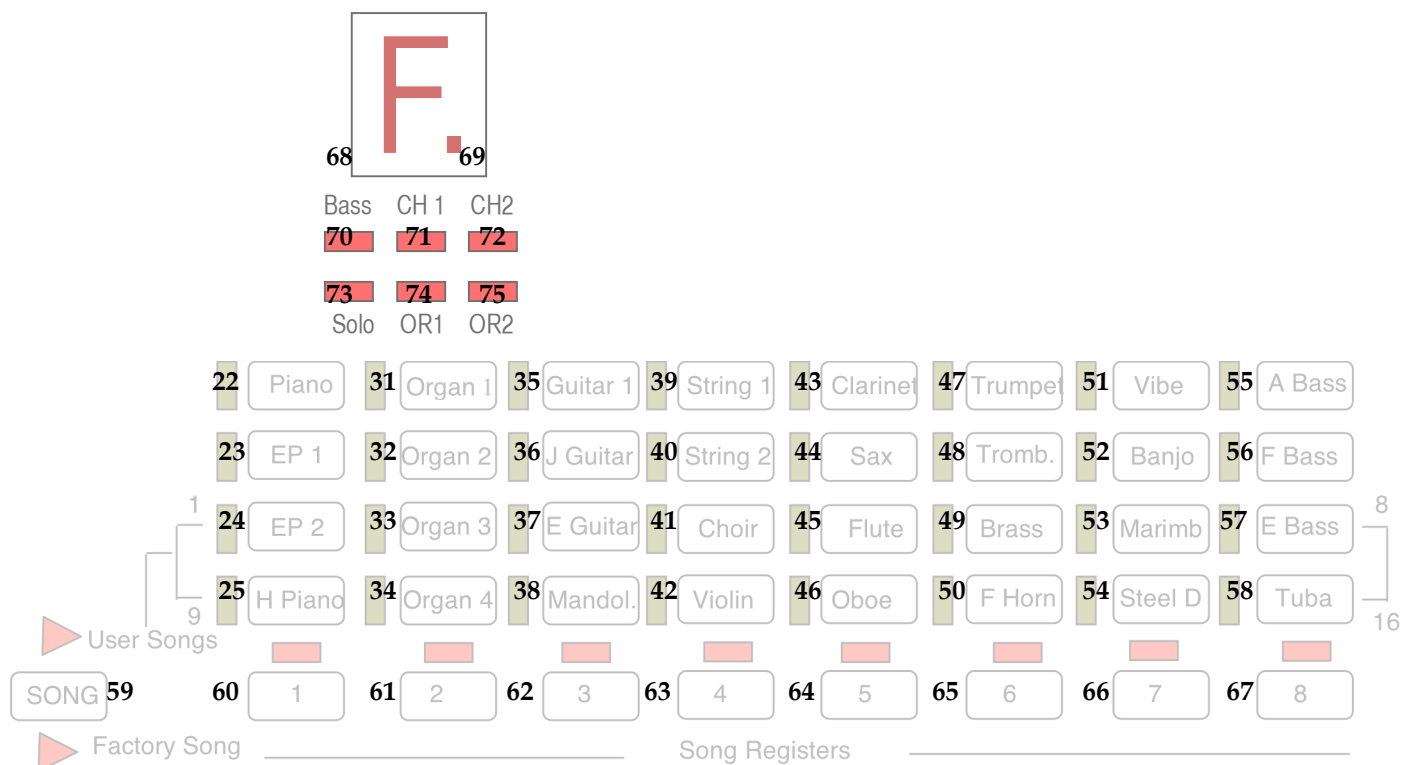 F.
68 69
Bass CH 1 CH2
70 71 72
73 74 75
Solo OR1 OR2
22 Piano 31 Organ 1 35 Guitar 1 39 String 1 43 Clarinet 47 Trumpet 51 Vibe 55 A Bass
23 EP 1 32 Organ 2 36 J Guitar 40 String 2 44 Sax 48 Tromb. 52 Banjo 56 F Bass
1 8
24 EP 2 33 Organ 3 37 E Guitar 41 Choir 45 Flute 49 Brass 53 Marimb 57 E Bass
25 H Piano 34 Organ 4 38 Mandol. 42 Violin 46 Oboe 50 F Horn 54 Steel D 58 Tuba
9 16
User Songs
SONG 59 60 1 61 2 62 3 63 4 64 5 65 6 66 7 67 8
Factory Song Song Registers